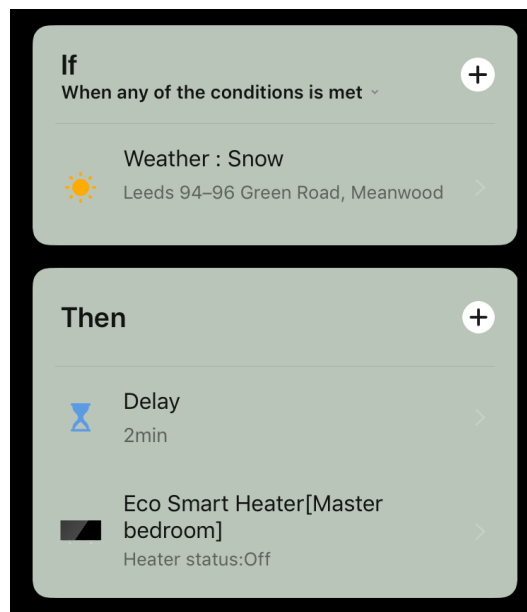 If
When any of the conditions is met
Weather : Snow
Leeds 94–96 Green Road, Meanwood
Then
Delay
2min
Eco Smart Heater[Master
bedroom]
Heater status:Off